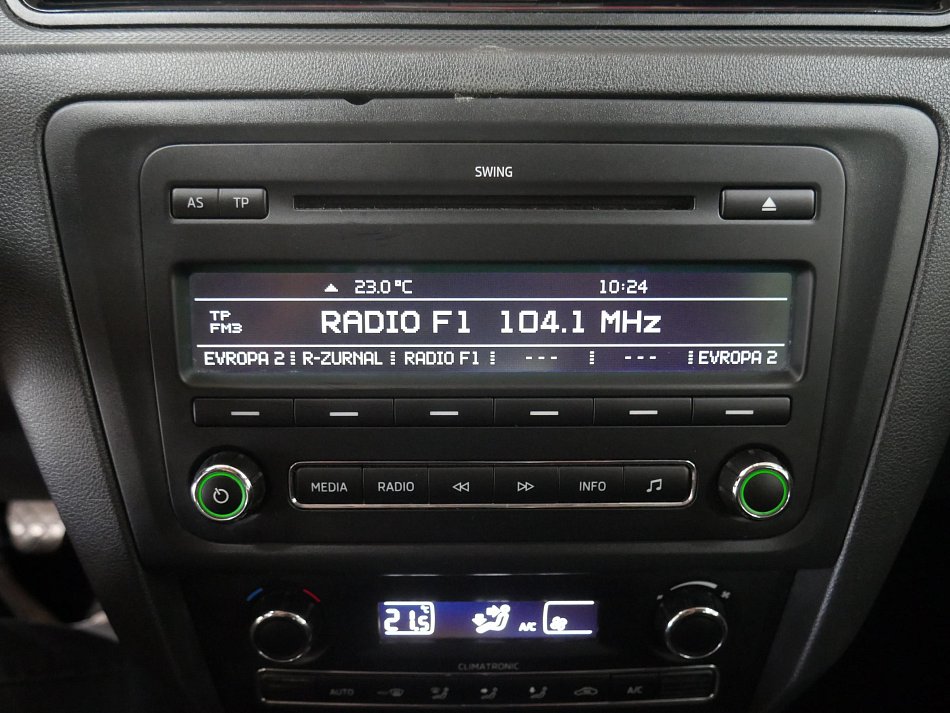 SWING
AS TP
23.0 °C 10:24
TP
FM3
RADIO F1 104.1 MHz
EVROPA 2 R-ZURNAL RADIO F1 --- --- EVROPA 2
MEDIA RADIO INFO
21.5 °C A/C
CLIMATRONIC
AUTO A/C